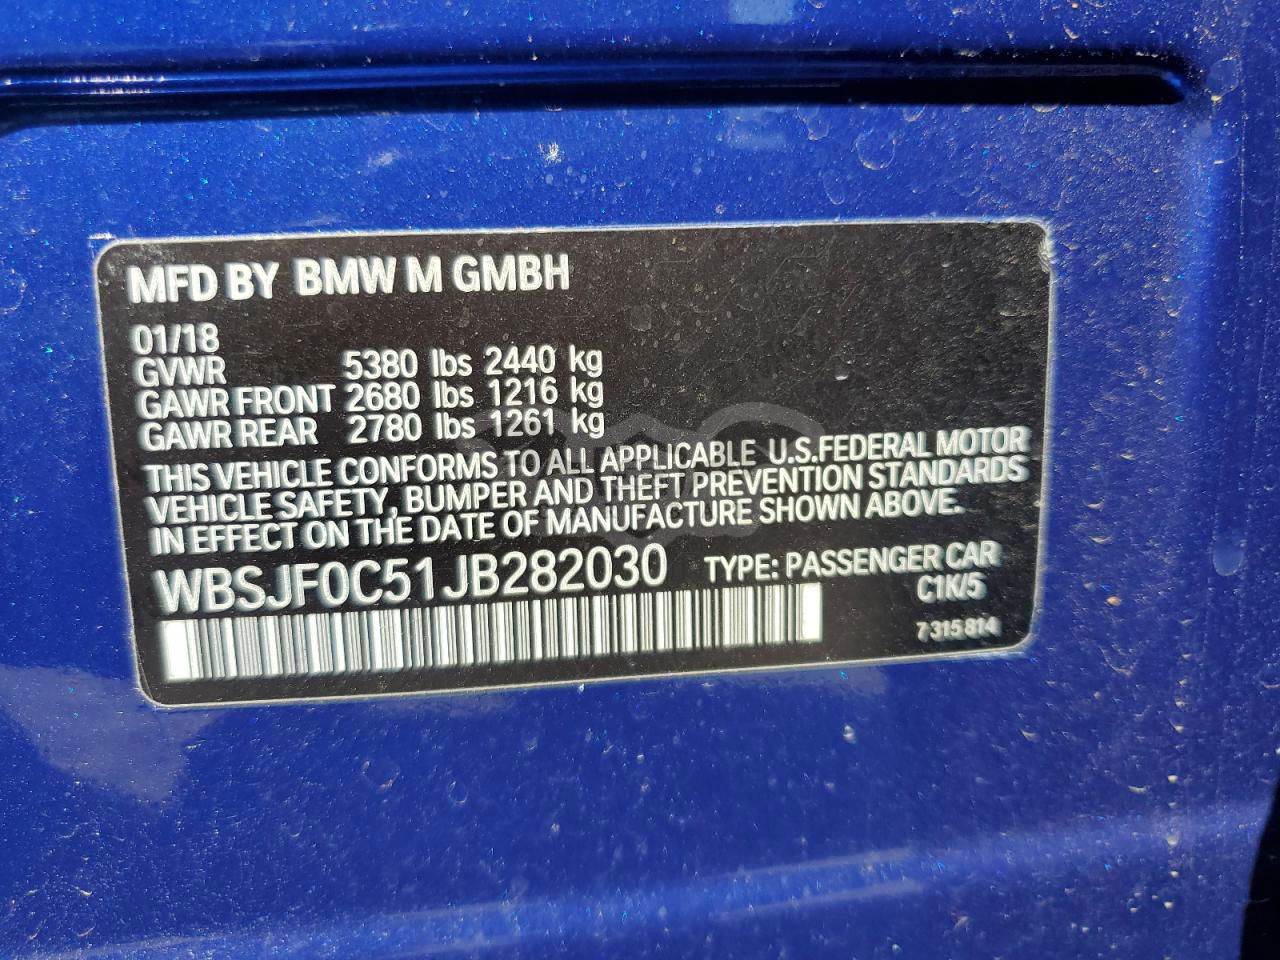 MFD BY BMW M GMBH
01/18
GVWR 5380 lbs 2440 kg
GAWR FRONT 2680 lbs 1216 kg
GAWR REAR 2780 lbs 1261 kg
THIS VEHICLE CONFORMS TO ALL APPLICABLE U.S.FEDERAL MOTOR
VEHICLE SAFETY, BUMPER AND THEFT PREVENTION STANDARDS
IN EFFECT ON THE DATE OF MANUFACTURE SHOWN ABOVE.
WBSJF0C51JB282030 TYPE: PASSENGER CAR
C1K/5
7 315 814